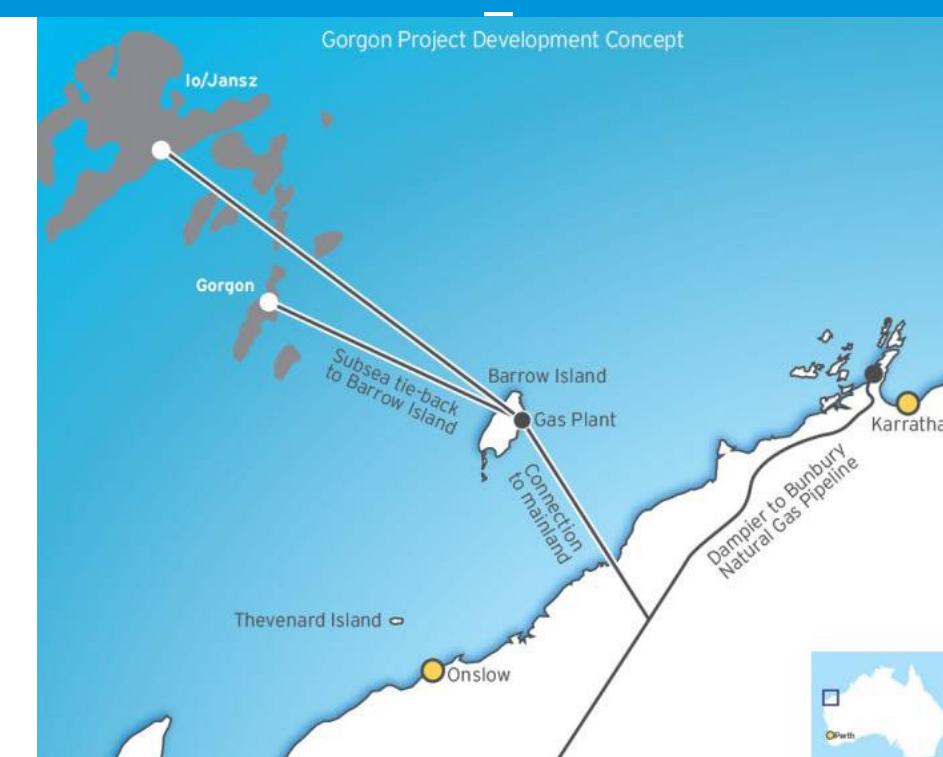 Gorgon Project Development Concept
Io/Jansz
Gorgon
Subsea tie-back
to Barrow Island
Barrow Island
Gas Plant
Connection
to mainland
Karratha
Dampier to Bunbury
Natural Gas Pipeline
Thevenard Island
Onslow
Perth